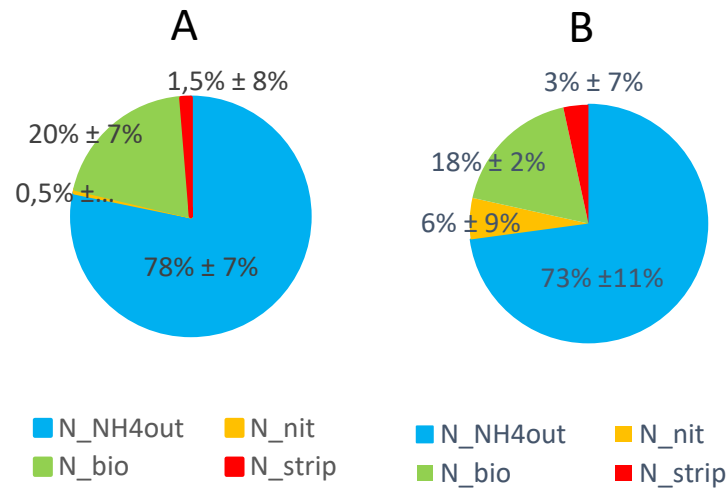 A
1,5% ± 8%
20% ± 7%
0,5% ±...
78% ± 7%
N_NH4out N_nit
N_bio N_strip
B
3% ± 7%
18% ± 2%
6% ± 9%
73% ±11%
N_NH4out N_nit
N_bio N_strip